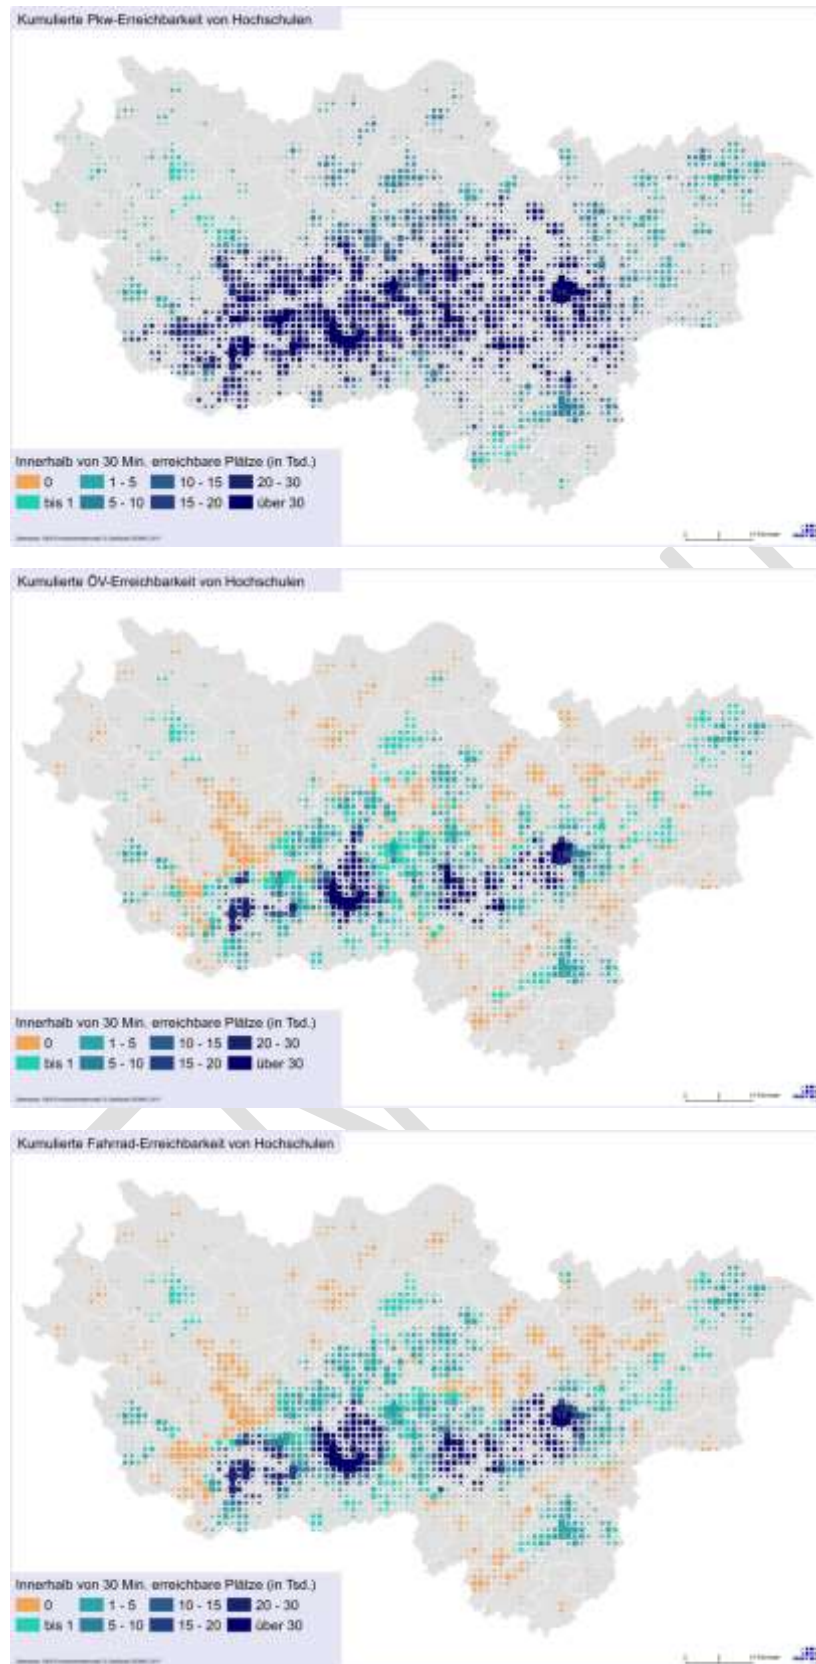 Kumulierte Pkw-Erreichbarkeit von Hochschulen
Innerhalb von 30 Min. erreichbare Plätze (in Tsd.)
0 1 - 5 10 - 15 20 - 30
bis 1 5 - 10 15 - 20 über 30
Kumulierte ÖV-Erreichbarkeit von Hochschulen
Innerhalb von 30 Min. erreichbare Plätze (in Tsd.)
0 1 - 5 10 - 15 20 - 30
bis 1 5 - 10 15 - 20 über 30
Kumulierte Fahrrad-Erreichbarkeit von Hochschulen
Innerhalb von 30 Min. erreichbare Plätze (in Tsd.)
0 1 - 5 10 - 15 20 - 30
bis 1 5 - 10 15 - 20 über 30